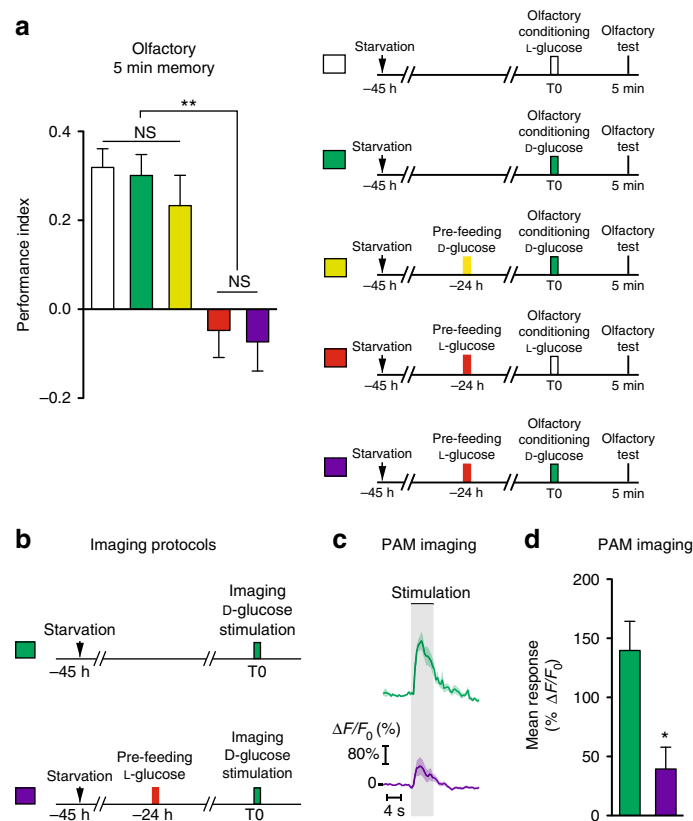 a
Olfactory
5 min memory
**
NS
NS
0.4
0.2
0.0
–0.2
Performance index
Starvation
–45 h
Olfactory
conditioning
L-glucose
T0
Olfactory
test
5 min
Starvation
–45 h
Olfactory
conditioning
D-glucose
T0
Olfactory
test
5 min
Starvation
–45 h
Pre-feeding
D-glucose
–24 h
Olfactory
conditioning
D-glucose
T0
Olfactory
test
5 min
Starvation
–45 h
Pre-feeding
L-glucose
–24 h
Olfactory
conditioning
L-glucose
T0
Olfactory
test
5 min
Starvation
–45 h
Pre-feeding
L-glucose
–24 h
Olfactory
conditioning
D-glucose
T0
Olfactory
test
5 min
b
Imaging protocols
Starvation
–45 h
Imaging
D-glucose
stimulation
T0
Starvation
–45 h
Pre-feeding
L-glucose
–24 h
Imaging
D-glucose
stimulation
T0
c
PAM imaging
Stimulation
ΔF/F0 (%)
80%
0
4 s
d
PAM imaging
200
150
100
50
0
Mean response
(% ΔF/F0)
*